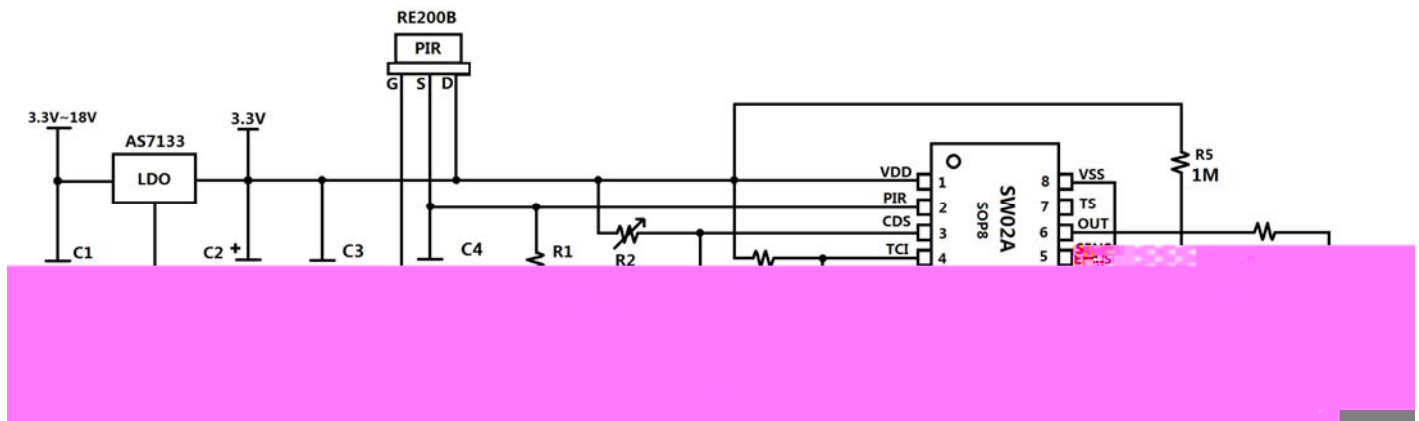 RE200B
PIR
G S D
3.3V~18V
3.3V
AS7133
LDO
C1
C2 +
C3
C4
R1
R2
R5
1M
VDD
PIR
CDS
TCI
1
2
3
4
SW02A
SOP8
8
7
6
5
VSS
TS
OUT